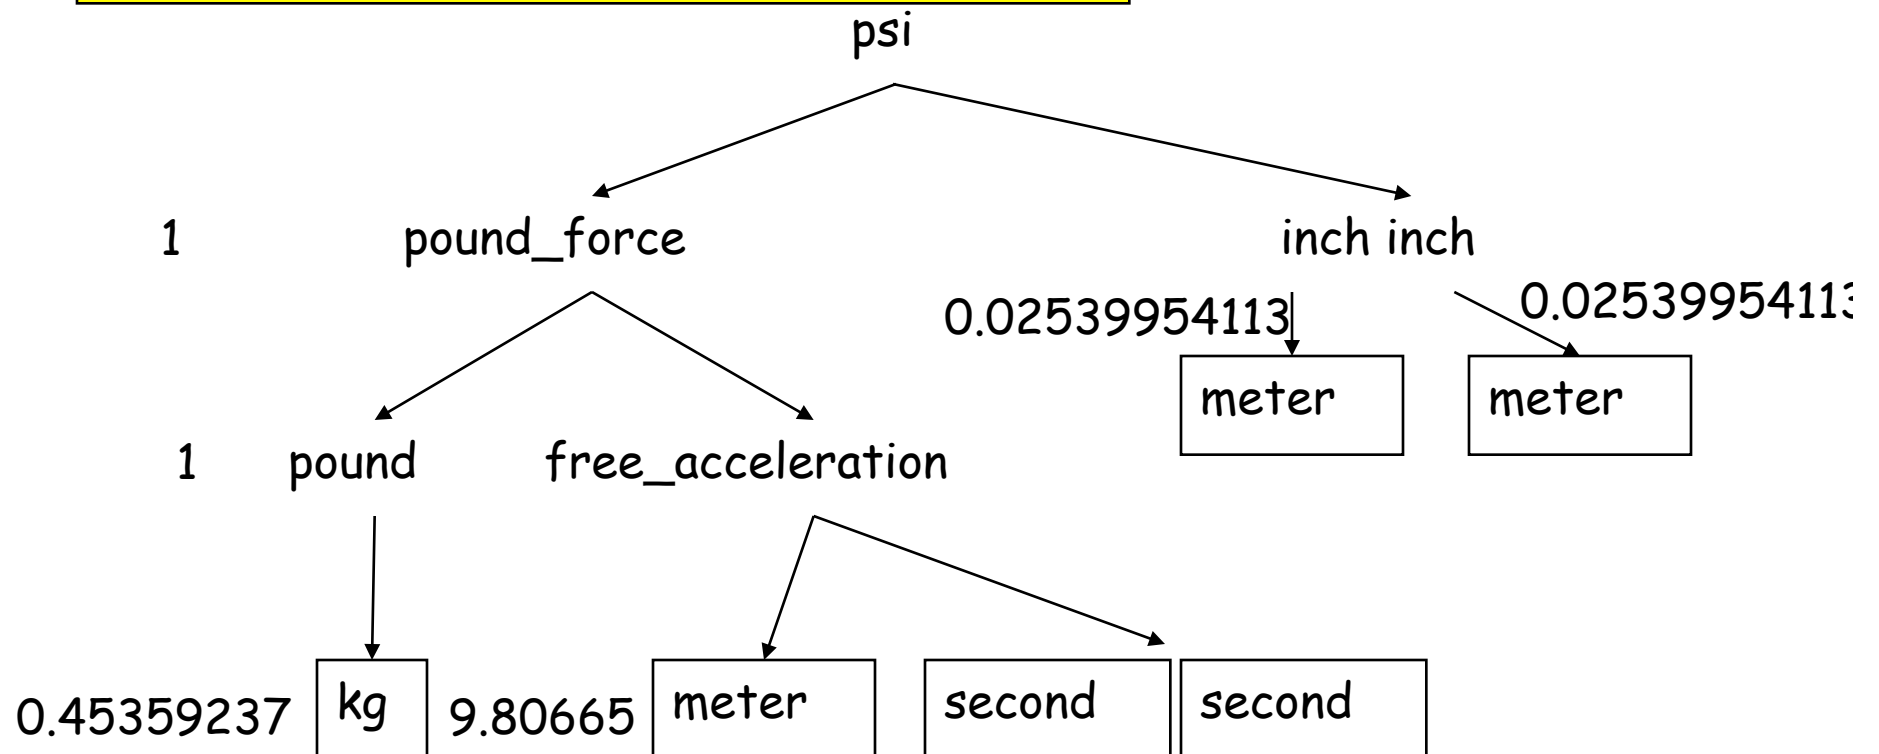 psi
1 pound_force inch inch
0.02539954113 0.02539954113
meter meter
1 pound free_acceleration
0.45359237 kg 9.80665 meter second second